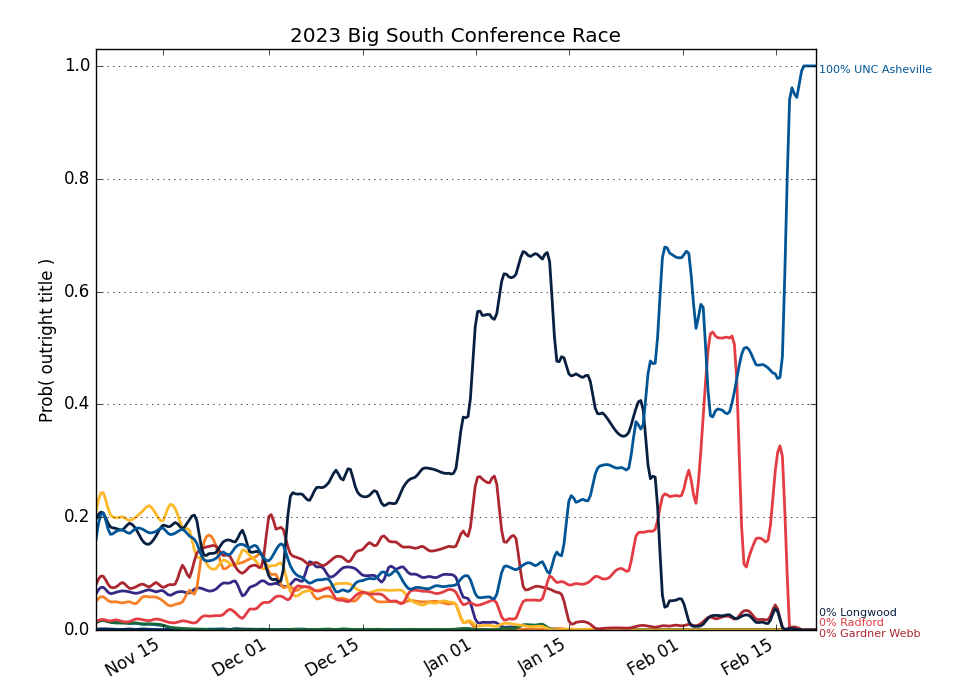 2023 Big South Conference Race
Prob( outright title )
1.0
0.8
0.6
0.4
0.2
0.0
Nov 15
Dec 01
Dec 15
Jan 01
Jan 15
Feb 01
Feb 15
100% UNC Asheville
0% Longwood
0% Radford
0% Gardner Webb